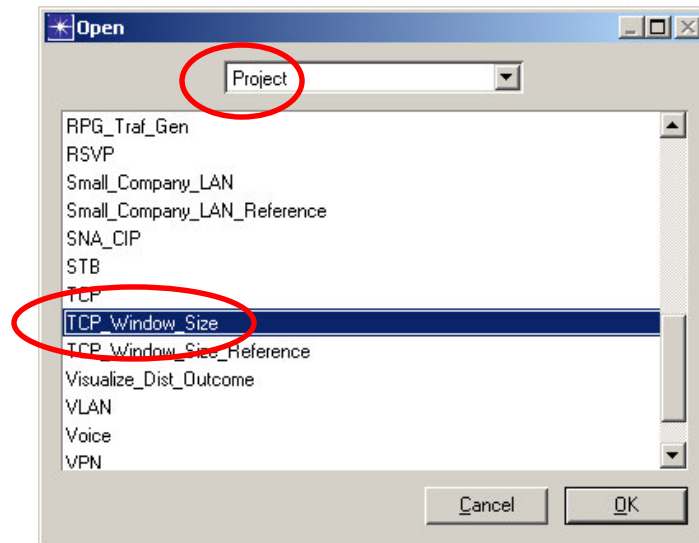 Open
Project
RPG_Traf_Gen
RSVP
Small_Company_LAN
Small_Company_LAN_Reference
SNA_CIP
STB
TCP
TCP_Window_Size
TCP_Window_Size_Reference
Visualize_Dist_Outcome
VLAN
Voice
VPN
Cancel OK